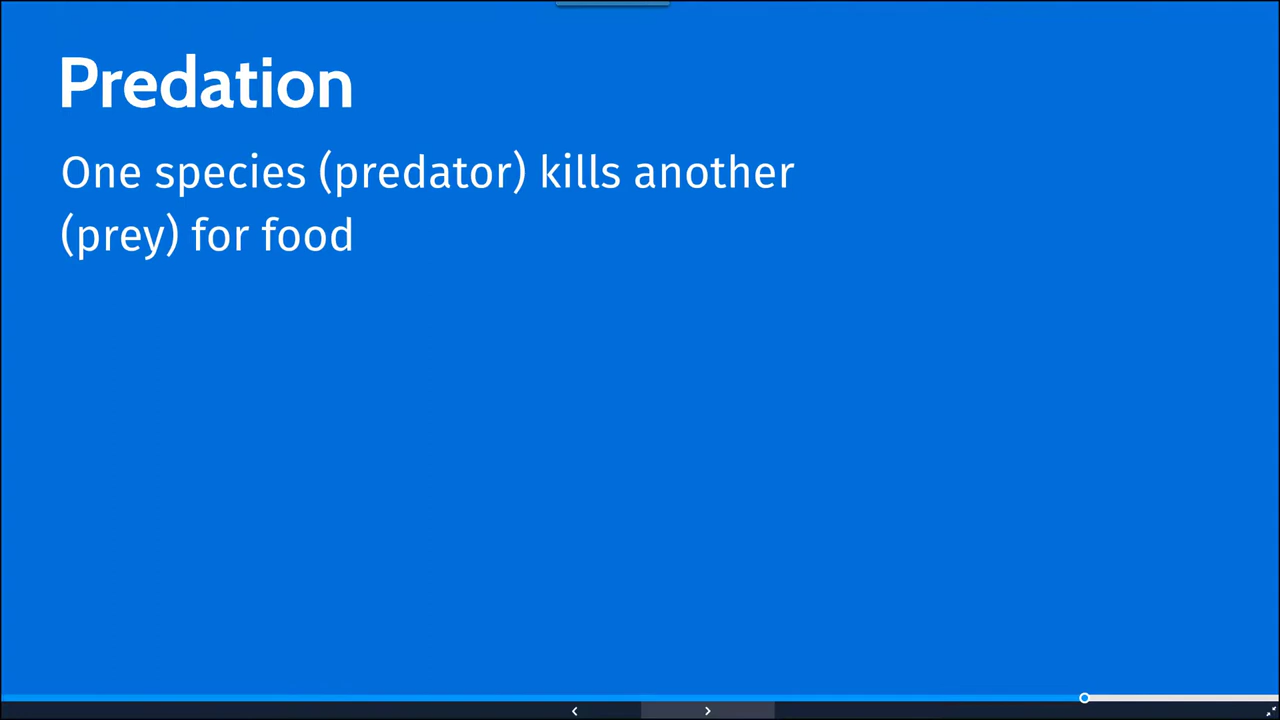 Predation
One species (predator) kills another
(prey) for food